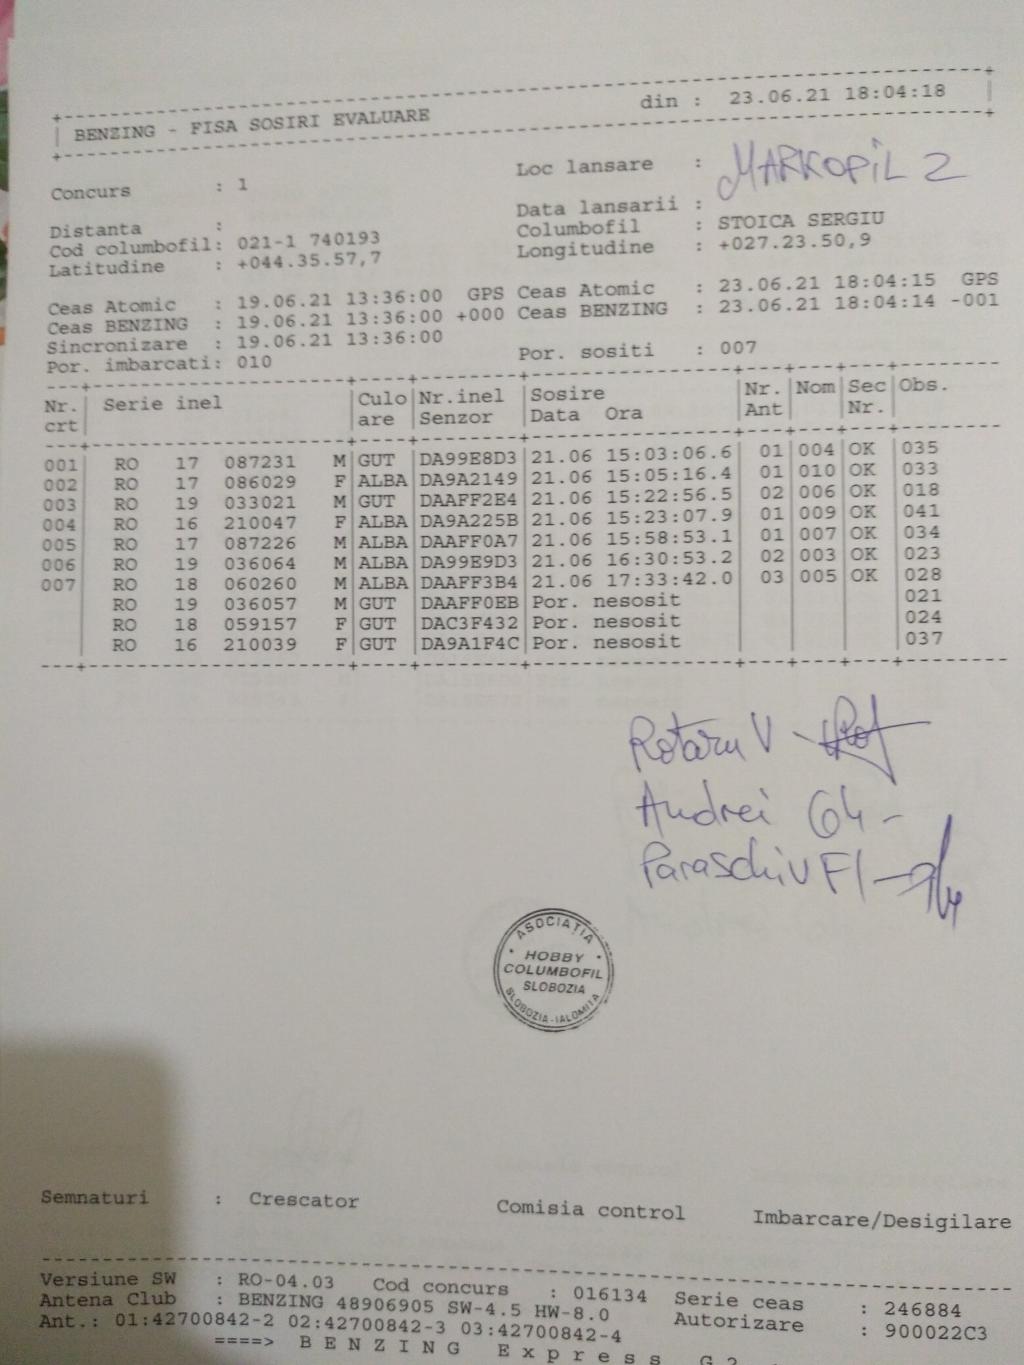 BENZING - FISA SOSIRI EVALUARE din : 23.06.21 18:04:18
Concurs : 1 Loc lansare : MARKOPIL 2
Distanta : Data lansarii :
Cod columbofil: 021-1 740193 Columbofil : STOICA SERGIU
Latitudine : +044.35.57,7 Longitudine : +027.23.50,9
Ceas Atomic : 19.06.21 13:36:00 GPS Ceas Atomic : 23.06.21 18:04:15 GPS
Ceas BENZING : 19.06.21 13:36:00 +000 Ceas BENZING : 23.06.21 18:04:14 -001
Sincronizare : 19.06.21 13:36:00
Por. imbarcati: 010 Por. sositi : 007
Nr. Serie inel Culo Nr.inel Sosire Nr. Nom Sec Obs.
crt are Senzor Data Ora Ant Nr.
001 RO 17 087231 M GUT DA99E8D3 21.06 15:03:06.6 01 004 OK 035
002 RO 17 086029 F ALBA DA9A2149 21.06 15:05:16.4 01 010 OK 033
003 RO 19 033021 M GUT DAAFF2E4 21.06 15:22:56.5 02 006 OK 018
004 RO 16 210047 F ALBA DA9A225B 21.06 15:23:07.9 01 009 OK 041
005 RO 17 087226 M ALBA DAAFF0A7 21.06 15:58:53.1 01 007 OK 034
006 RO 19 036064 M ALBA DA99E9D3 21.06 16:30:53.2 02 003 OK 023
007 RO 18 060260 M ALBA DAAFF3B4 21.06 17:33:42.0 03 005 OK 028
RO 19 036057 M GUT DAAFF0EB Por. nesosit 021
RO 18 059157 F GUT DAC3F432 Por. nesosit 024
RO 16 210039 F GUT DA9A1F4C Por. nesosit 037
Rotaru V -
Andrei Gh -
Paraschiv Fl -
ASOCIAȚIA
HOBBY
COLUMBOFIL
SLOBOZIA
SLOBOZIA-IALOMITA
Semnaturi : Crescator Comisia control Imbarcare/Desigilare
Versiune SW : RO-04.03 Cod concurs : 016134 Serie ceas : 246884
Antena Club : BENZING 48906905 SW-4.5 HW-8.0 Autorizare : 900022C3
Ant.: 01:42700842-2 02:42700842-3 03:42700842-4
====> B E N Z I N G E x p r e s s G 2